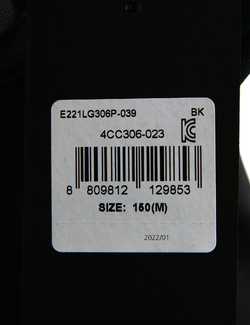 E221LG306P-039 BK
4CC306-023
8 809812 129853
SIZE: 150(M)
2022/01